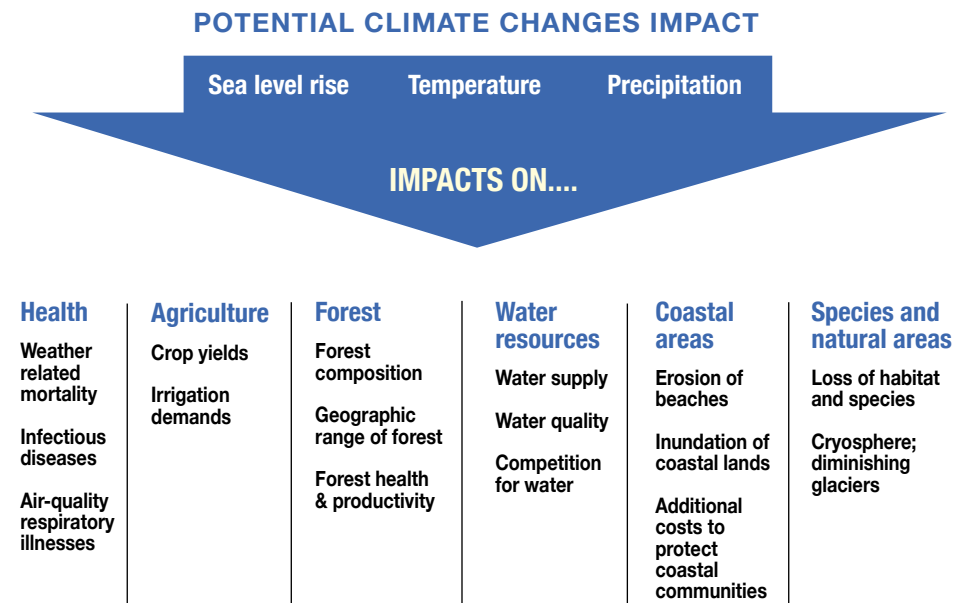 POTENTIAL CLIMATE CHANGES IMPACT
Sea level rise Temperature Precipitation
IMPACTS ON....
Health
Weather
related
mortality
Infectious
diseases
Air-quality
respiratory
illnesses
Agriculture
Crop yields
Irrigation
demands
Forest
Forest
composition
Geographic
range of forest
Forest health
& productivity
Water
resources
Water supply
Water quality
Competition
for water
Coastal
areas
Erosion of
beaches
Inundation of
coastal lands
Additional
costs to
protect
coastal
communities
Species and
natural areas
Loss of habitat
and species
Cryosphere;
diminishing
glaciers